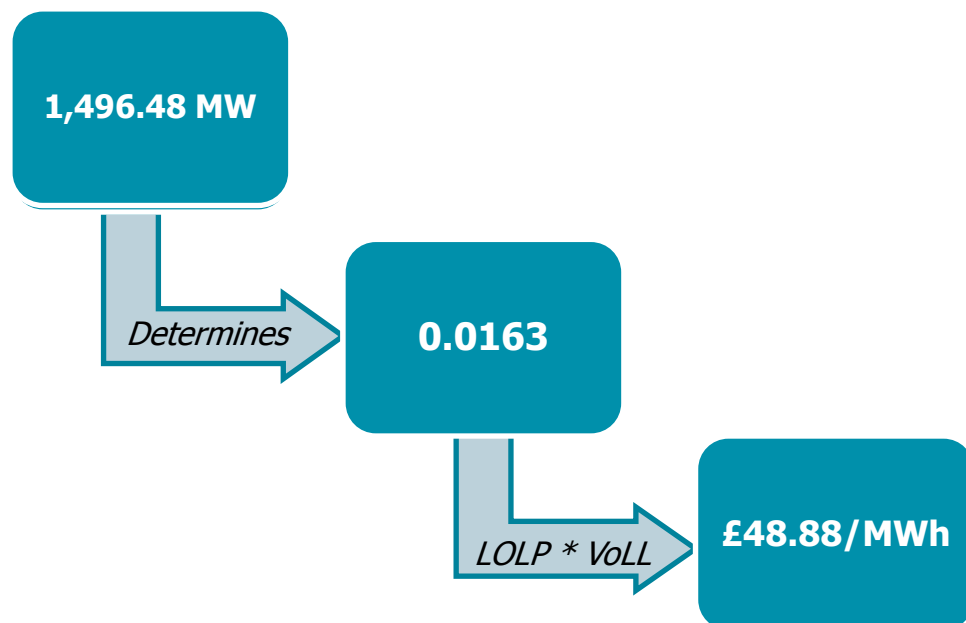 1,496.48 MW
Determines
0.0163
LOLP * VoLL
£48.88/MWh